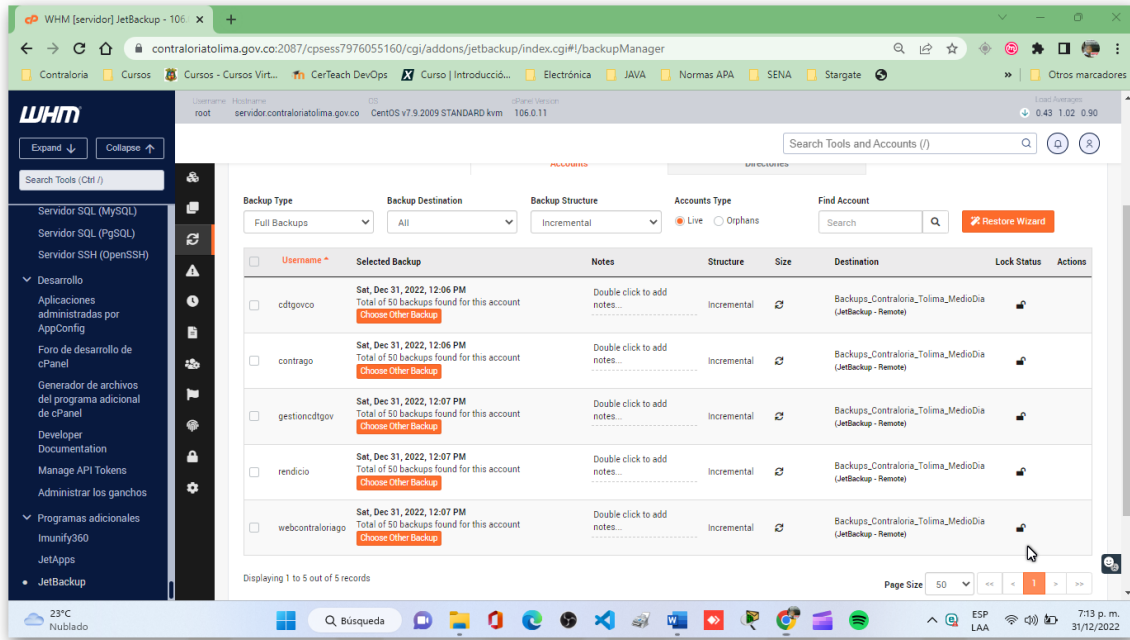 WHM [servidor] JetBackup - 106.
contraloriatolima.gov.co:2087/cpsess7976055160/cgi/addons/jetbackup/index.cgi#!/backupManager
Contraloria Cursos Cursos - Cursos Virt... CerTeach DevOps Curso | Introducció... Electrónica JAVA Normas APA SENA Stargate » Otros marcadores
Username Hostname OS cPanel Version Load Averages
root servidor.contraloriatolima.gov.co CentOS v7.9.2009 STANDARD kvm 106.0.11 0.43 1.02 0.90
WHM
Expand Collapse
Search Tools and Accounts (/)
Search Tools (Ctrl /)
Servidor SQL (MySQL)
Servidor SQL (PgSQL)
Servidor SSH (OpenSSH)
Desarrollo
Aplicaciones
administradas por
AppConfig
Foro de desarrollo de
cPanel
Generador de archivos
del programa adicional
de cPanel
Developer
Documentation
Manage API Tokens
Administrar los ganchos
Programas adicionales
Imunify360
JetApps
JetBackup
Accounts Directories
Backup Type Backup Destination Backup Structure Accounts Type Find Account
Full Backups All Incremental Live Orphans Search Restore Wizard
Username Selected Backup Notes Structure Size Destination Lock Status Actions
Sat, Dec 31, 2022, 12:06 PM
cdtgovco Total of 50 backups found for this account Double click to add notes... Incremental Backups_Contraloria_Tolima_MedioDia
Choose Other Backup (JetBackup - Remote)
Sat, Dec 31, 2022, 12:06 PM
contrago Total of 50 backups found for this account Double click to add notes... Incremental Backups_Contraloria_Tolima_MedioDia
Choose Other Backup (JetBackup - Remote)
Sat, Dec 31, 2022, 12:07 PM
gestioncdtgov Total of 50 backups found for this account Double click to add notes... Incremental Backups_Contraloria_Tolima_MedioDia
Choose Other Backup (JetBackup - Remote)
Sat, Dec 31, 2022, 12:07 PM
rendicio Total of 50 backups found for this account Double click to add notes... Incremental Backups_Contraloria_Tolima_MedioDia
Choose Other Backup (JetBackup - Remote)
Sat, Dec 31, 2022, 12:07 PM
webcontraloriago Total of 50 backups found for this account Double click to add notes... Incremental Backups_Contraloria_Tolima_MedioDia
Choose Other Backup (JetBackup - Remote)
Displaying 1 to 5 out of 5 records
Page Size 50 << < 1 > >>
23°C
Nublado
Búsqueda
ESP
LAA
7:13 p. m.
31/12/2022